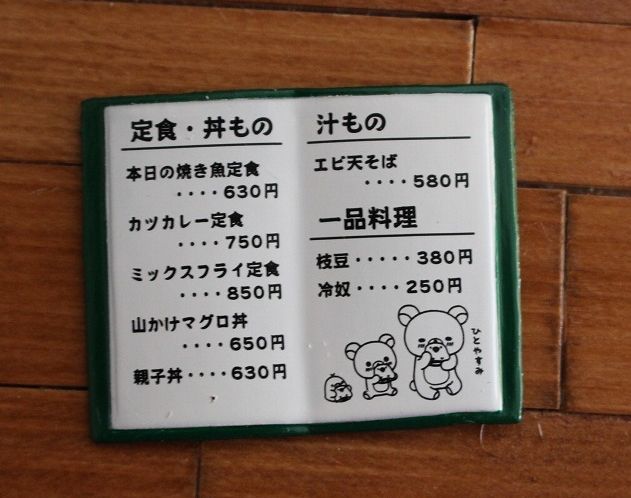 定食・丼もの
本日の焼き魚定食
････630円
カツカレー定食
････750円
ミックスフライ定食
････850円
山かけマグロ丼
････650円
親子丼････630円
汁もの
エビ天そば
････580円
一品料理
枝豆･････380円
冷奴････250円
ひとやすみ